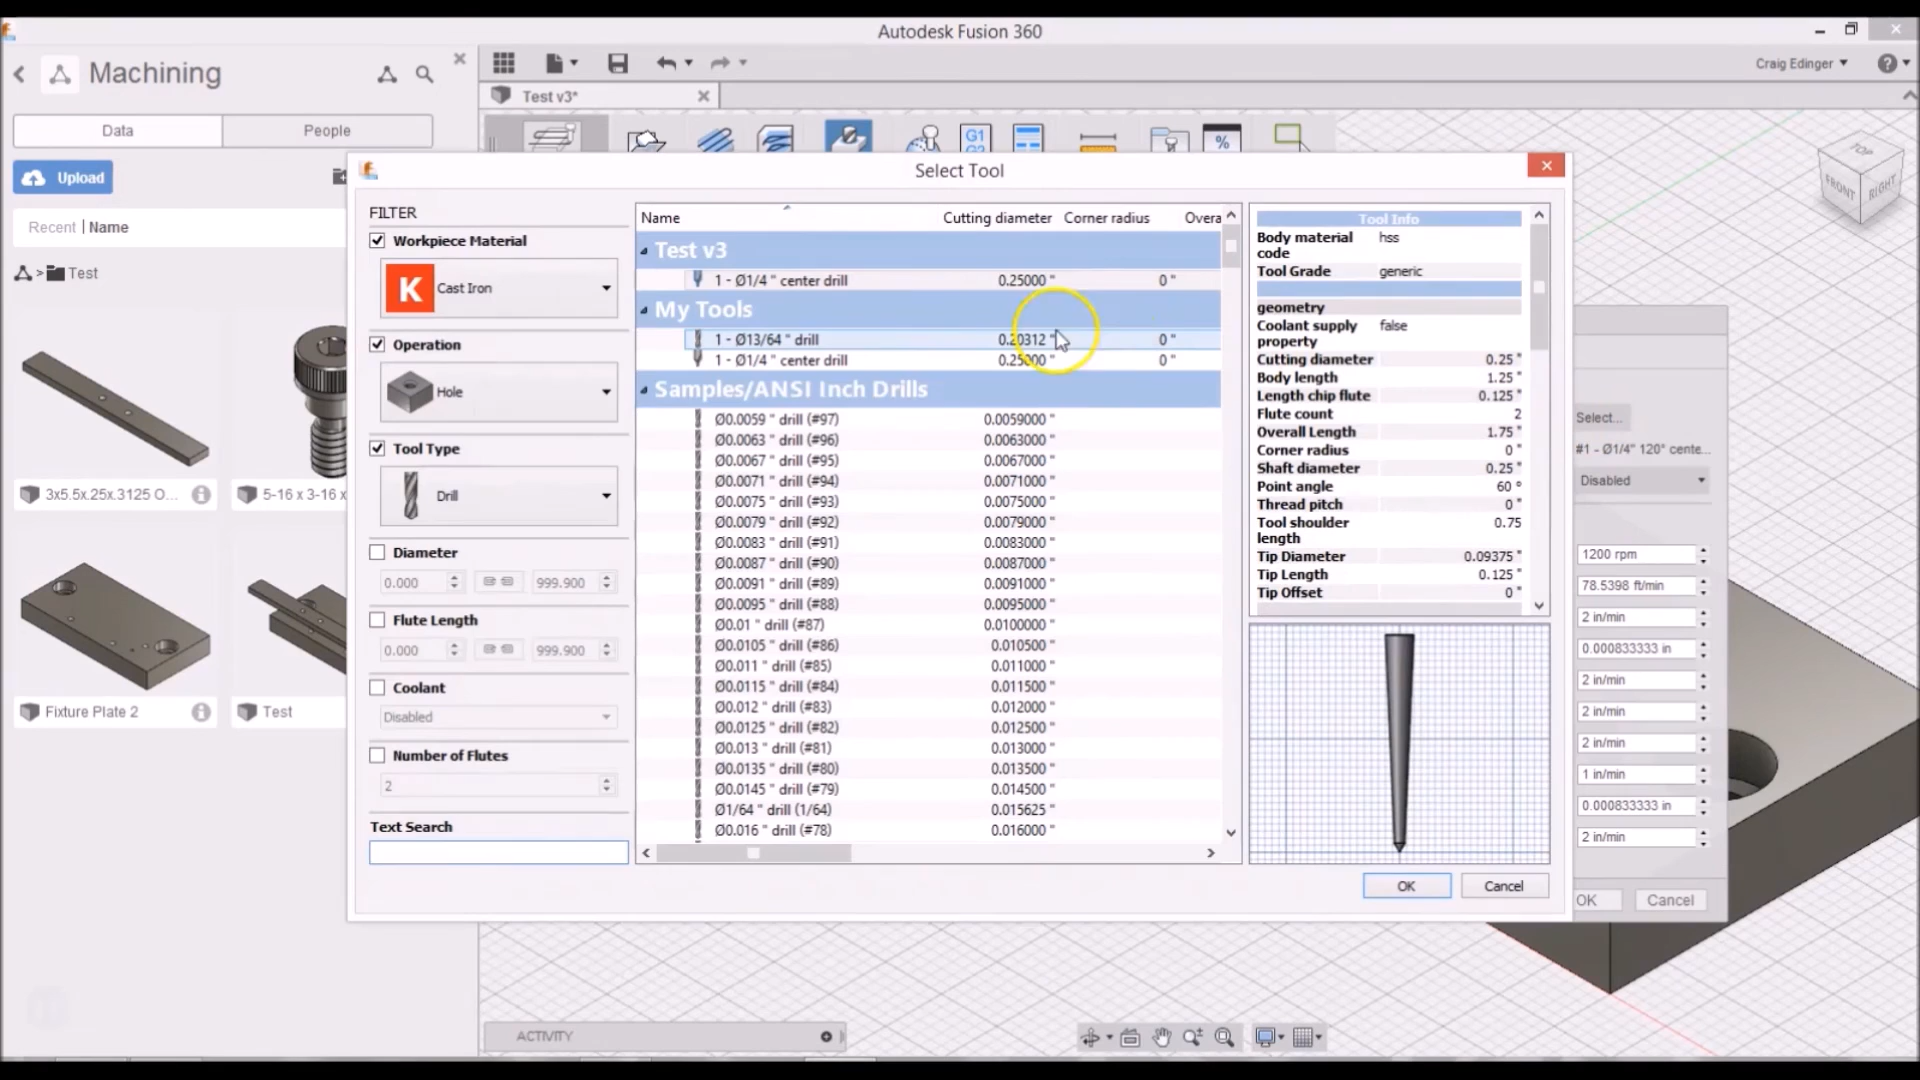 Autodesk Fusion 360
Machining
Craig Edinger
Test v3*
Data
People
Upload
Recent | Name
> Test
3x5.5x.25x.3125 O...
5-16 x 3-16 x
Fixture Plate 2
Test
G1
G2
%
TOP
FRONT
RIGHT
Select Tool
FILTER
Workpiece Material
K
Cast Iron
Operation
Hole
Tool Type
Drill
Diameter
0.000
999.900
Flute Length
0.000
999.900
Coolant
Disabled
Number of Flutes
2
Text Search
Name Cutting diameter Corner radius Overa
Test v3
1 - Ø1/4 " center drill 0.25000 " 0 "
My Tools
1 - Ø13/64 " drill 0.20312 " 0 "
1 - Ø1/4 " center drill 0.25000 " 0 "
Samples/ANSI Inch Drills
Ø0.0059 " drill (#97) 0.0059000 "
Ø0.0063 " drill (#96) 0.0063000 "
Ø0.0067 " drill (#95) 0.0067000 "
Ø0.0071 " drill (#94) 0.0071000 "
Ø0.0075 " drill (#93) 0.0075000 "
Ø0.0079 " drill (#92) 0.0079000 "
Ø0.0083 " drill (#91) 0.0083000 "
Ø0.0087 " drill (#90) 0.0087000 "
Ø0.0091 " drill (#89) 0.0091000 "
Ø0.0095 " drill (#88) 0.0095000 "
Ø0.01 " drill (#87) 0.0100000 "
Ø0.0105 " drill (#86) 0.010500 "
Ø0.011 " drill (#85) 0.011000 "
Ø0.0115 " drill (#84) 0.011500 "
Ø0.012 " drill (#83) 0.012000 "
Ø0.0125 " drill (#82) 0.012500 "
Ø0.013 " drill (#81) 0.013000 "
Ø0.0135 " drill (#80) 0.013500 "
Ø0.0145 " drill (#79) 0.014500 "
Ø1/64 " drill (1/64) 0.015625 "
Ø0.016 " drill (#78) 0.016000 "
Tool Info
Body material code hss
Tool Grade generic
geometry
Coolant supply property false
Cutting diameter 0.25 "
Body length 1.25 "
Length chip flute 0.125 "
Flute count 2
Overall Length 1.75 "
Corner radius 0 "
Shaft diameter 0.25 "
Point angle 60 º
Thread pitch 0 "
Tool shoulder length 0.75
Tip Diameter 0.09375 "
Tip Length 0.125 "
Tip Offset 0 "
OK
Cancel
Select...
#1 - Ø1/4" 120° cente...
Disabled
1200 rpm
78.5398 ft/min
2 in/min
0.000833333 in
2 in/min
2 in/min
2 in/min
1 in/min
0.000833333 in
2 in/min
OK
Cancel
ACTIVITY